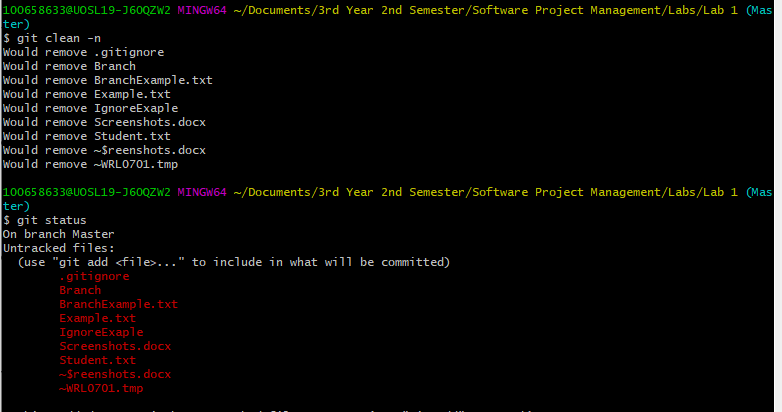 100658633@UOSL19-J6OQZW2 MINGW64 ~/Documents/3rd Year 2nd Semester/Software Project Management/Labs/Lab 1 (Mas
ter)
$ git clean -n
Would remove .gitignore
Would remove Branch
Would remove BranchExample.txt
Would remove Example.txt
Would remove IgnoreExaple
Would remove Screenshots.docx
Would remove Student.txt
Would remove ~$reenshots.docx
Would remove ~WRL0701.tmp
100658633@UOSL19-J6OQZW2 MINGW64 ~/Documents/3rd Year 2nd Semester/Software Project Management/Labs/Lab 1 (Mas
ter)
$ git status
On branch Master
Untracked files:
(use "git add <file>..." to include in what will be committed)
.gitignore
Branch
BranchExample.txt
Example.txt
IgnoreExaple
Screenshots.docx
Student.txt
~$reenshots.docx
~WRL0701.tmp